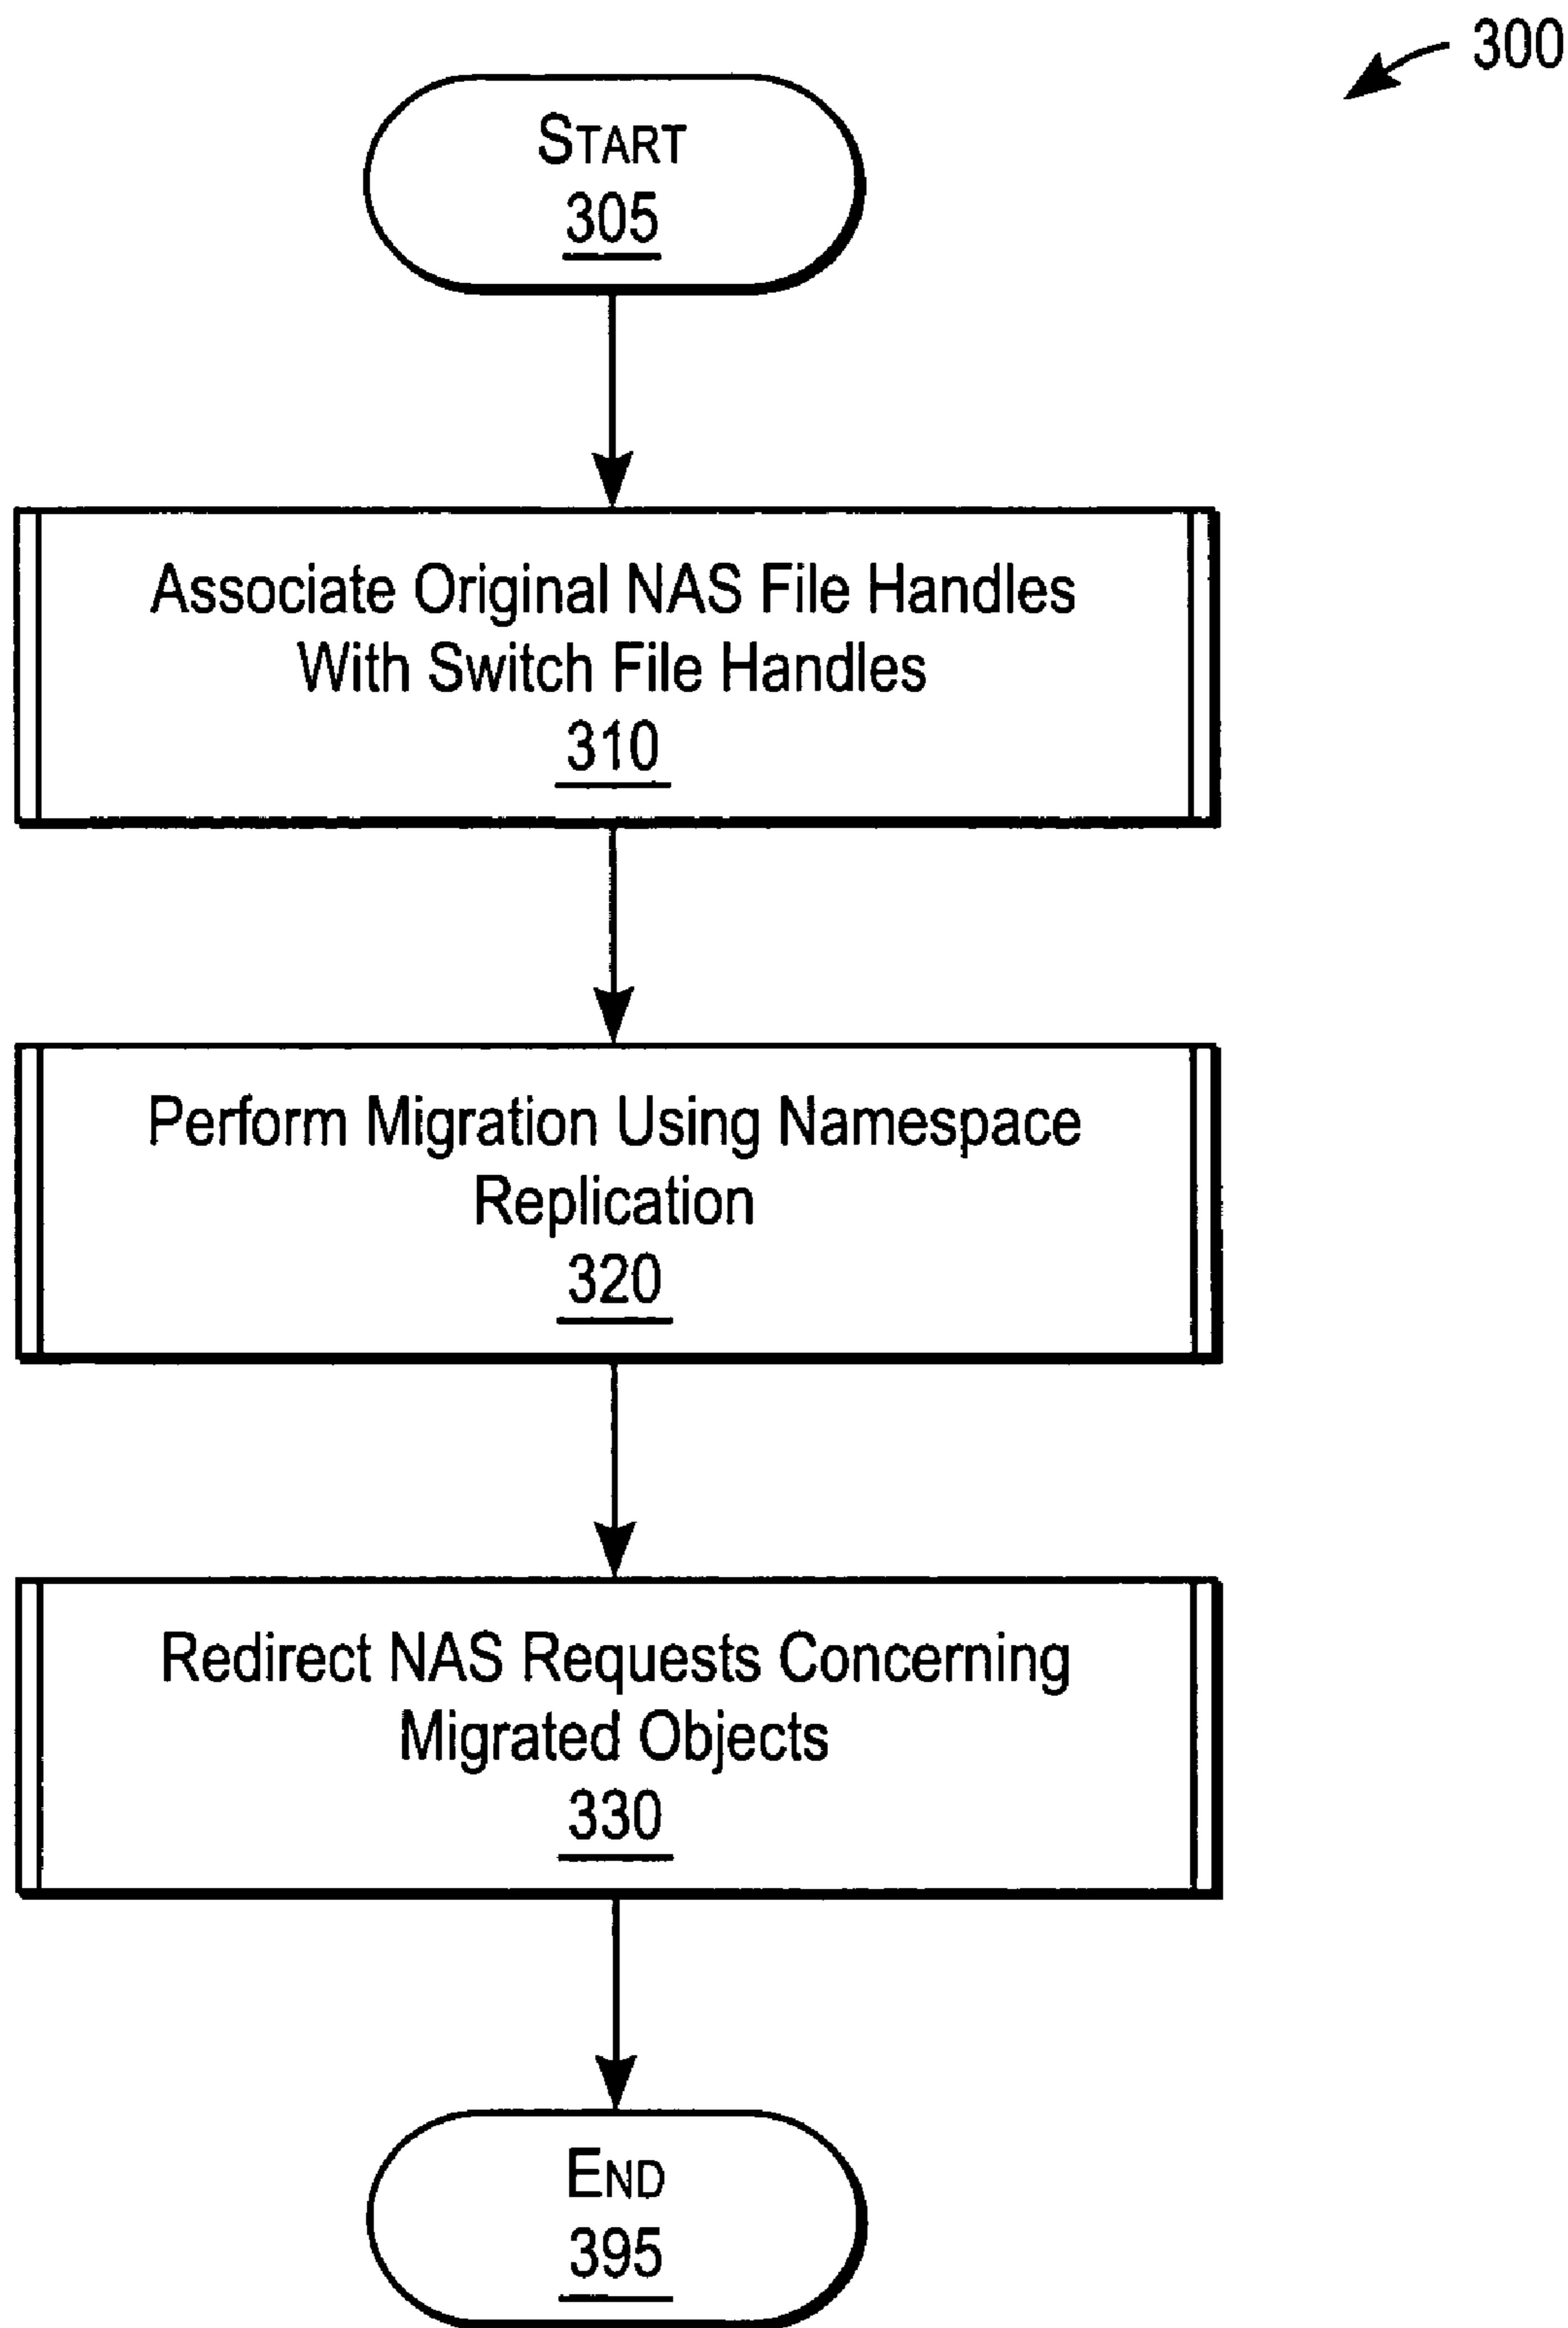 300
START
305
Associate Original NAS File Handles
With Switch File Handles
310
Perform Migration Using Namespace
Replication
320
Redirect NAS Requests Concerning
Migrated Objects
330
END
395